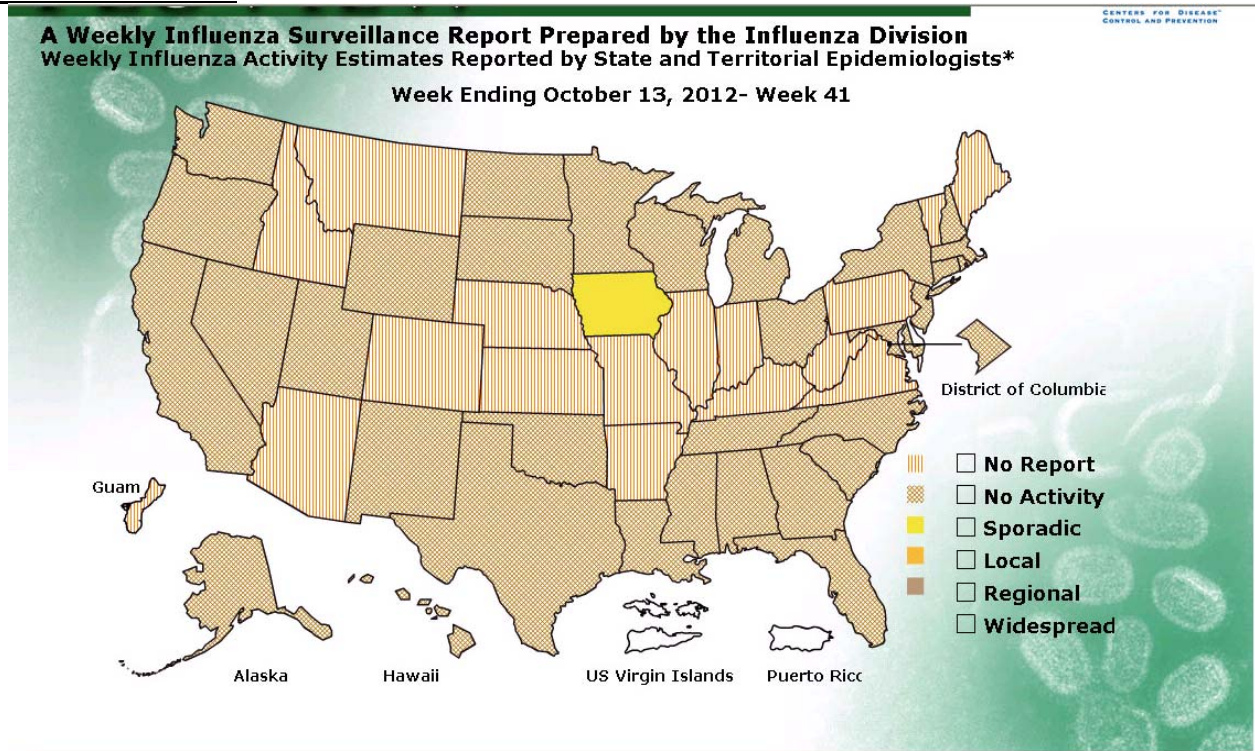 CENTERS FOR DISEASE
CONTROL AND PREVENTION
A Weekly Influenza Surveillance Report Prepared by the Influenza Division
Weekly Influenza Activity Estimates Reported by State and Territorial Epidemiologists*
Week Ending October 13, 2012- Week 41
District of Columbia
Guam
No Report
No Activity
Sporadic
Local
Regional
Widespread
Alaska
Hawaii
US Virgin Islands
Puerto Rico